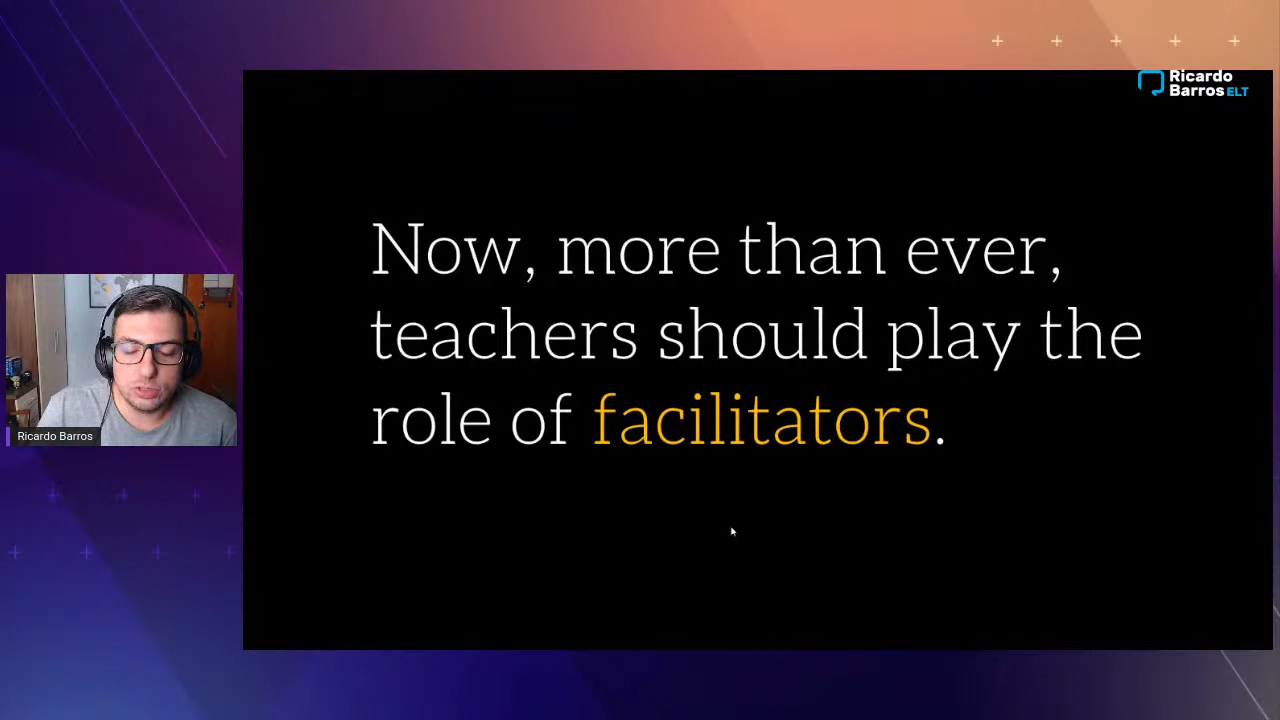 Ricardo
Barros ELT
Now, more than ever,
teachers should play the
role of facilitators.
Ricardo Barros